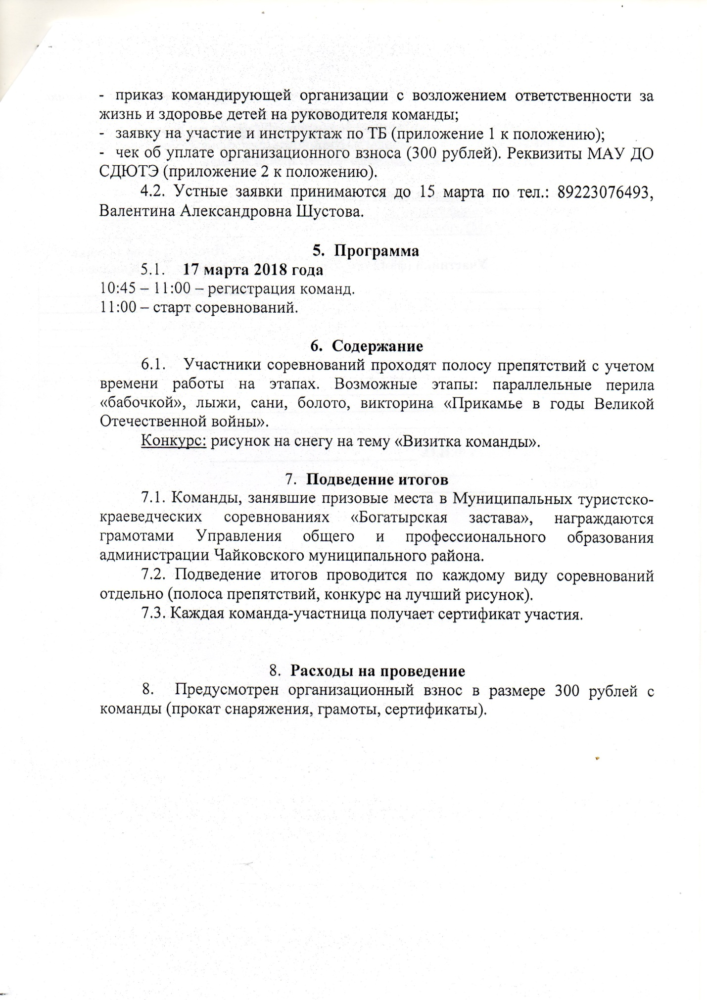 - приказ командирующей организации с возложением ответственности за
жизнь и здоровье детей на руководителя команды;
- заявку на участие и инструктаж по ТБ (приложение 1 к положению);
- чек об уплате организационного взноса (300 рублей). Реквизиты МАУ ДО
СДЮТЭ (приложение 2 к положению).
4.2. Устные заявки принимаются до 15 марта по тел.: 89223076493,
Валентина Александровна Шустова.
5. Программа
5.1. 17 марта 2018 года
10:45 – 11:00 – регистрация команд.
11:00 – старт соревнований.
6. Содержание
6.1. Участники соревнований проходят полосу препятствий с учетом
времени работы на этапах. Возможные этапы: параллельные перила
«бабочкой», лыжи, сани, болото, викторина «Прикамье в годы Великой
Отечественной войны».
Конкурс: рисунок на снегу на тему «Визитка команды».
7. Подведение итогов
7.1. Команды, занявшие призовые места в Муниципальных туристско-
краеведческих соревнованиях «Богатырская застава», награждаются
грамотами Управления общего и профессионального образования
администрации Чайковского муниципального района.
7.2. Подведение итогов проводится по каждому виду соревнований
отдельно (полоса препятствий, конкурс на лучший рисунок).
7.3. Каждая команда-участница получает сертификат участия.
8. Расходы на проведение
8. Предусмотрен организационный взнос в размере 300 рублей с
команды (прокат снаряжения, грамоты, сертификаты).